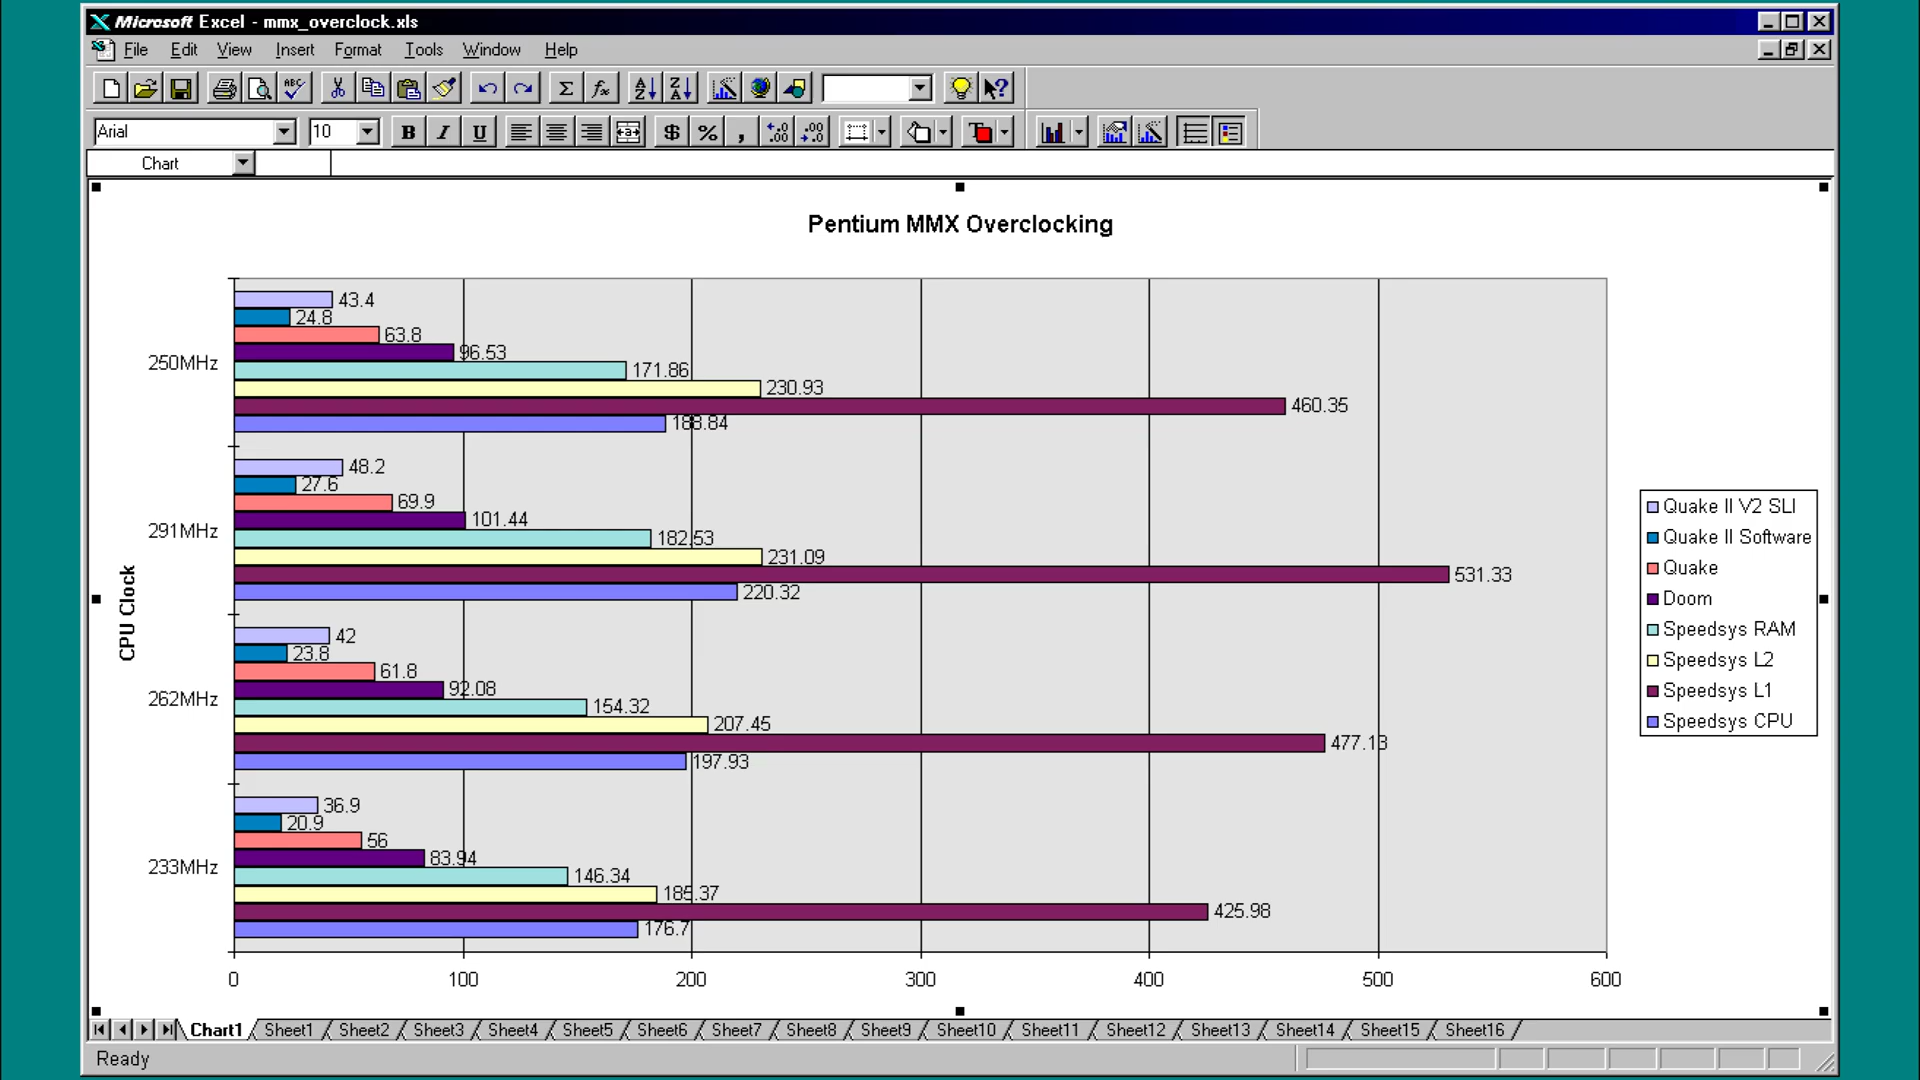 Microsoft Excel - mmx_overclock.xls
File Edit View Insert Format Tools Window Help
Arial 10 B I U $ % ,
Chart
Pentium MMX Overclocking
CPU Clock
250MHz
43.4
24.8
63.8
96.53
171.86
230.93
460.35
188.84
291MHz
48.2
27.6
69.9
101.44
182.53
231.09
531.33
220.32
262MHz
42
23.8
61.8
92.08
154.32
207.45
477.13
197.93
233MHz
36.9
20.9
56
83.94
146.34
185.37
425.98
176.7
0 100 200 300 400 500 600
Quake II V2 SLI
Quake II Software
Quake
Doom
Speedsys RAM
Speedsys L2
Speedsys L1
Speedsys CPU
Chart1 Sheet1 Sheet2 Sheet3 Sheet4 Sheet5 Sheet6 Sheet7 Sheet8 Sheet9 Sheet10 Sheet11 Sheet12 Sheet13 Sheet14 Sheet15 Sheet16
Ready